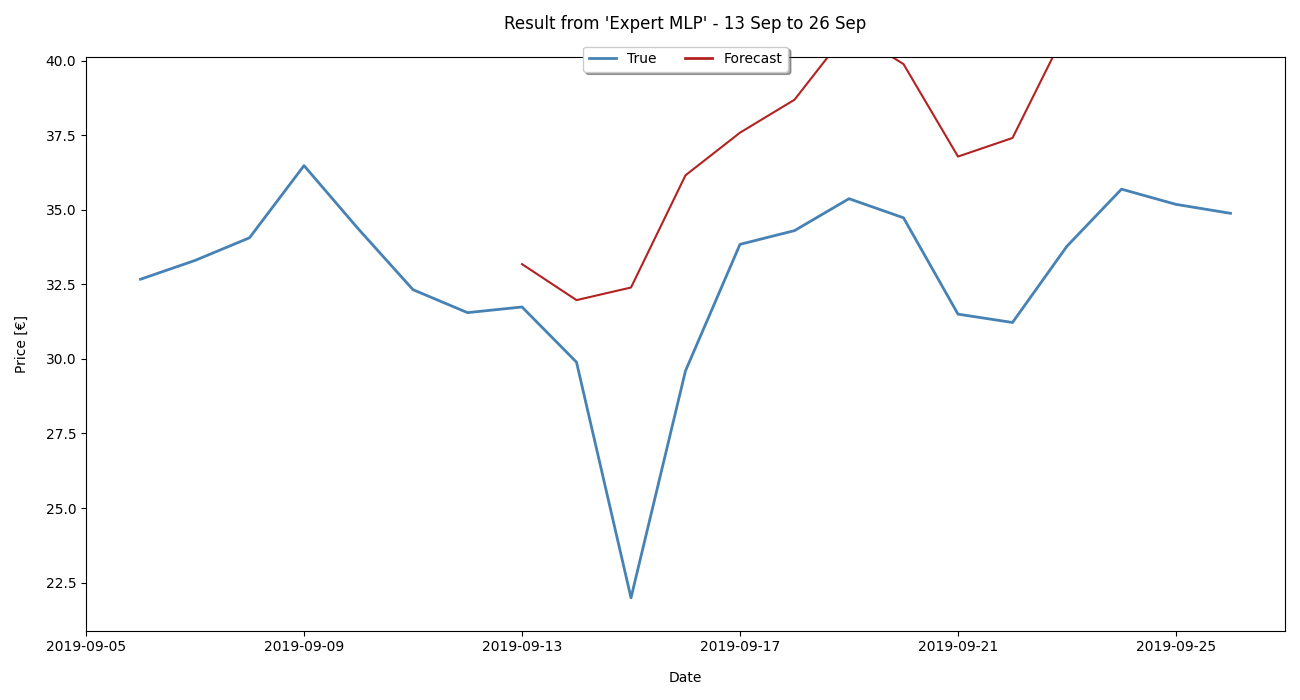 Result from 'Expert MLP' - 13 Sep to 26 Sep
True
Forecast
40.0
37.5
35.0
32.5
30.0
27.5
25.0
22.5
Price [€]
2019-09-05
2019-09-09
2019-09-13
2019-09-17
2019-09-21
2019-09-25
Date